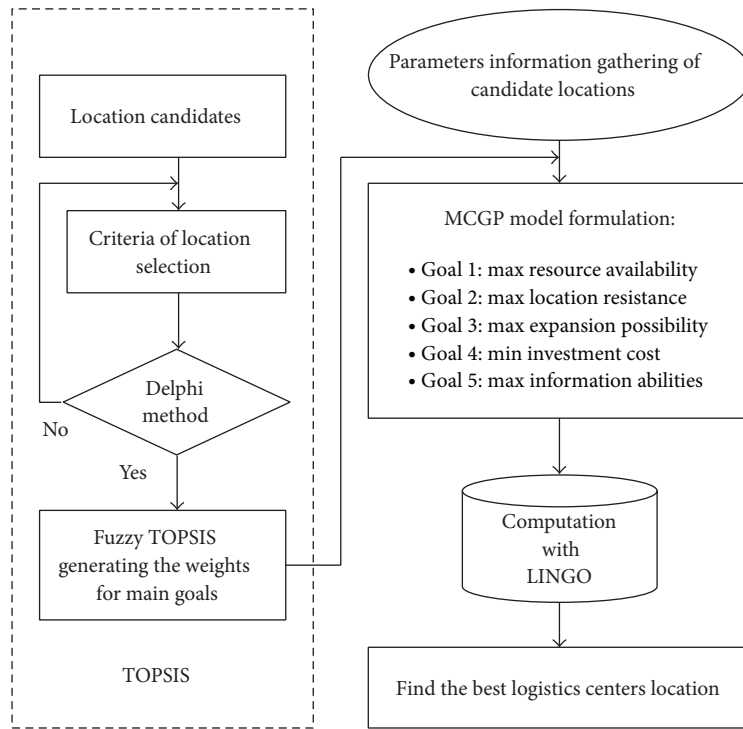 Location candidates
Criteria of location
selection
Delphi
method
No
Yes
Fuzzy TOPSIS
generating the weights
for main goals
TOPSIS
Parameters information gathering of
candidate locations
MCGP model formulation:
• Goal 1: max resource availability
• Goal 2: max location resistance
• Goal 3: max expansion possibility
• Goal 4: min investment cost
• Goal 5: max information abilities
Computation
with
LINGO
Find the best logistics centers location